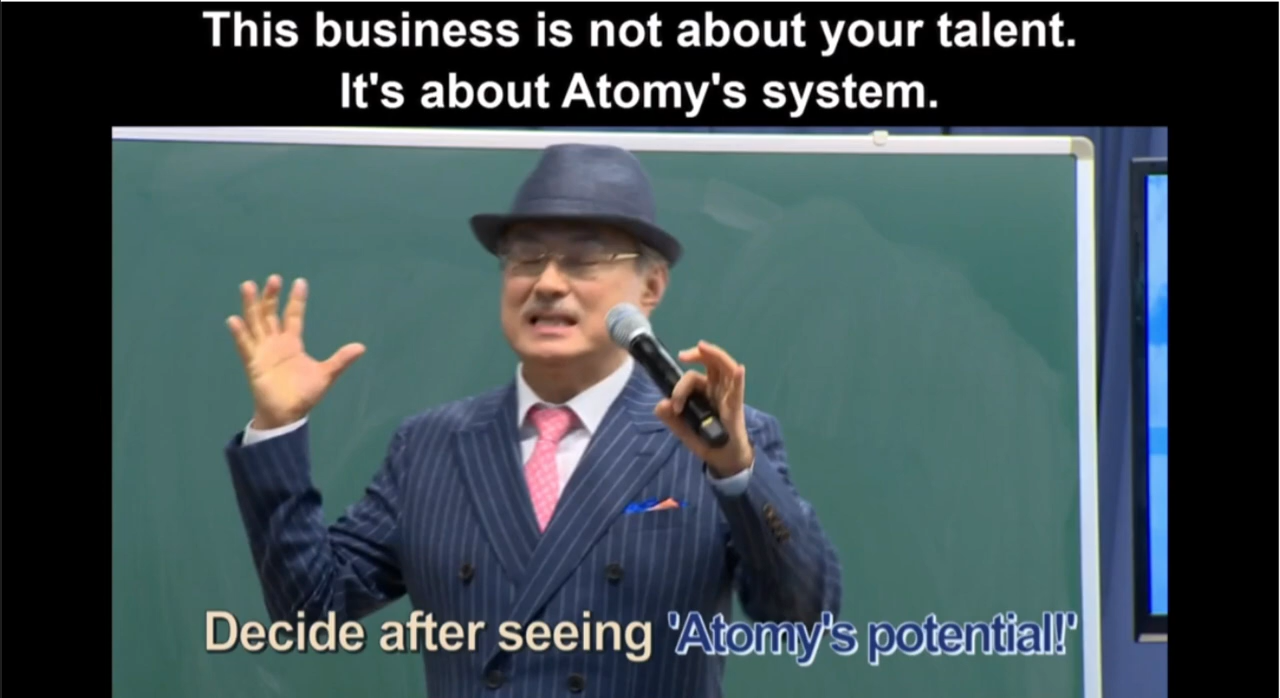 This business is not about your talent.
It's about Atomy's system.
Decide after seeing 'Atomy's potential!'